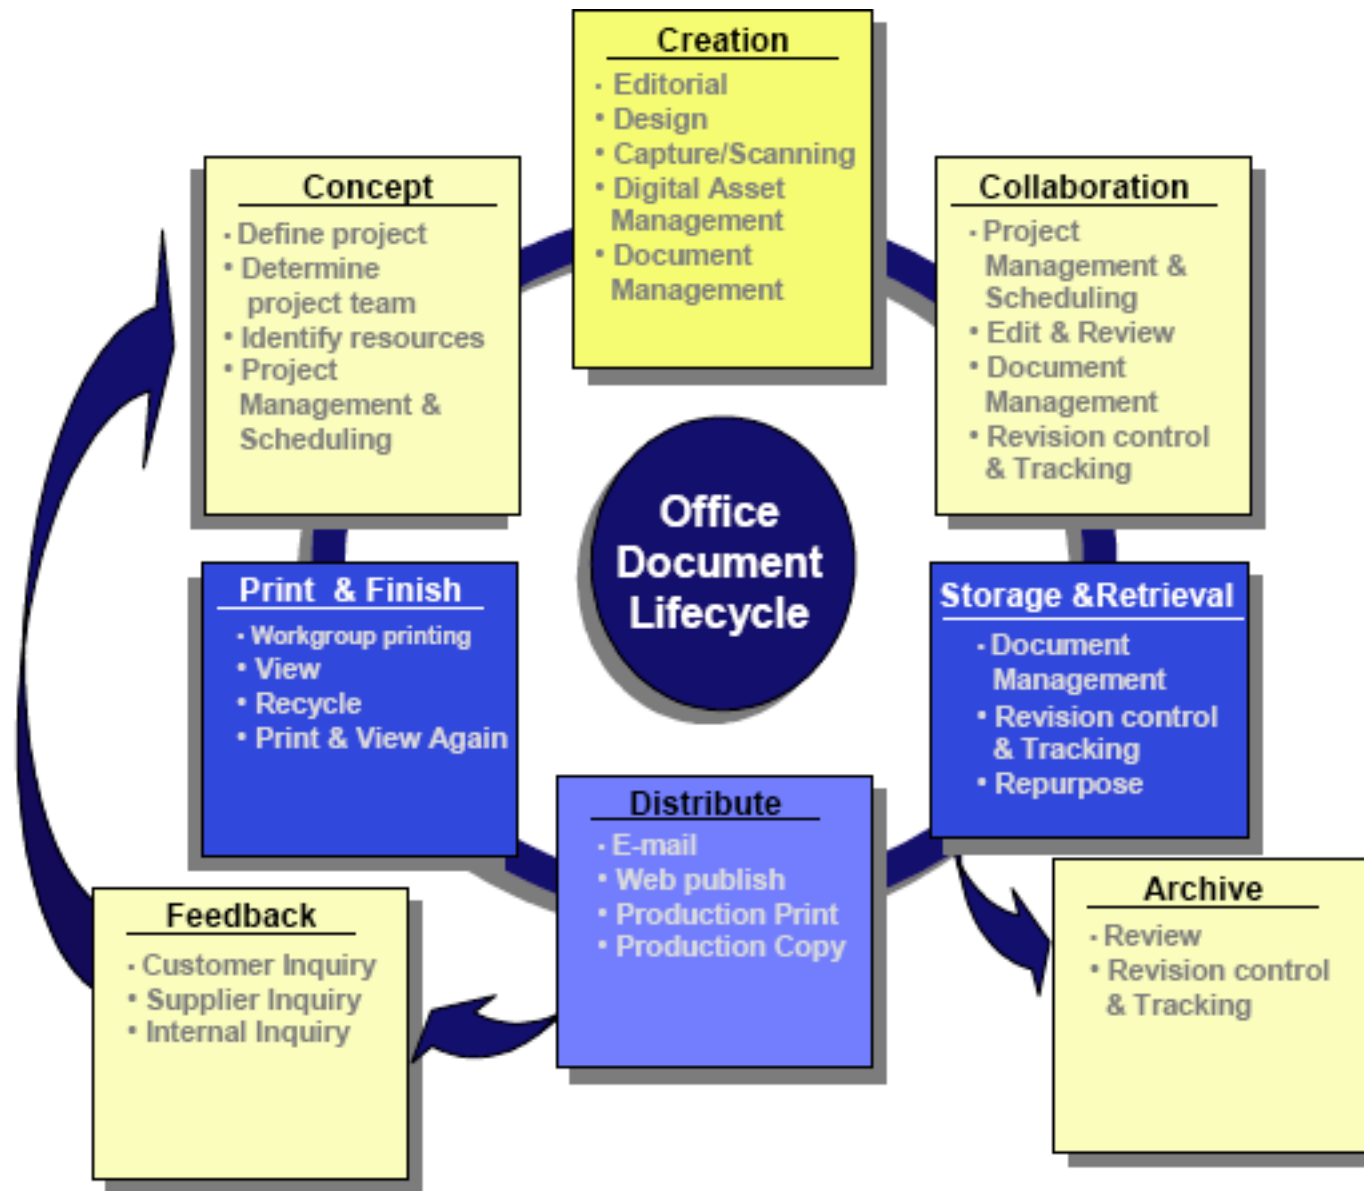 Creation
· Editorial
• Design
• Capture/Scanning
• Digital Asset
Management
• Document
Management
Concept
· Define project
• Determine
project team
• Identify resources
• Project
Management &
Scheduling
Collaboration
· Project
Management &
Scheduling
• Edit & Review
• Document
Management
• Revision control
& Tracking
Office
Document
Lifecycle
Print & Finish
· Workgroup printing
• View
• Recycle
• Print & View Again
Storage &Retrieval
· Document
Management
• Revision control
& Tracking
• Repurpose
Distribute
· E-mail
• Web publish
• Production Print
• Production Copy
Feedback
· Customer Inquiry
• Supplier Inquiry
• Internal Inquiry
Archive
· Review
• Revision control
& Tracking